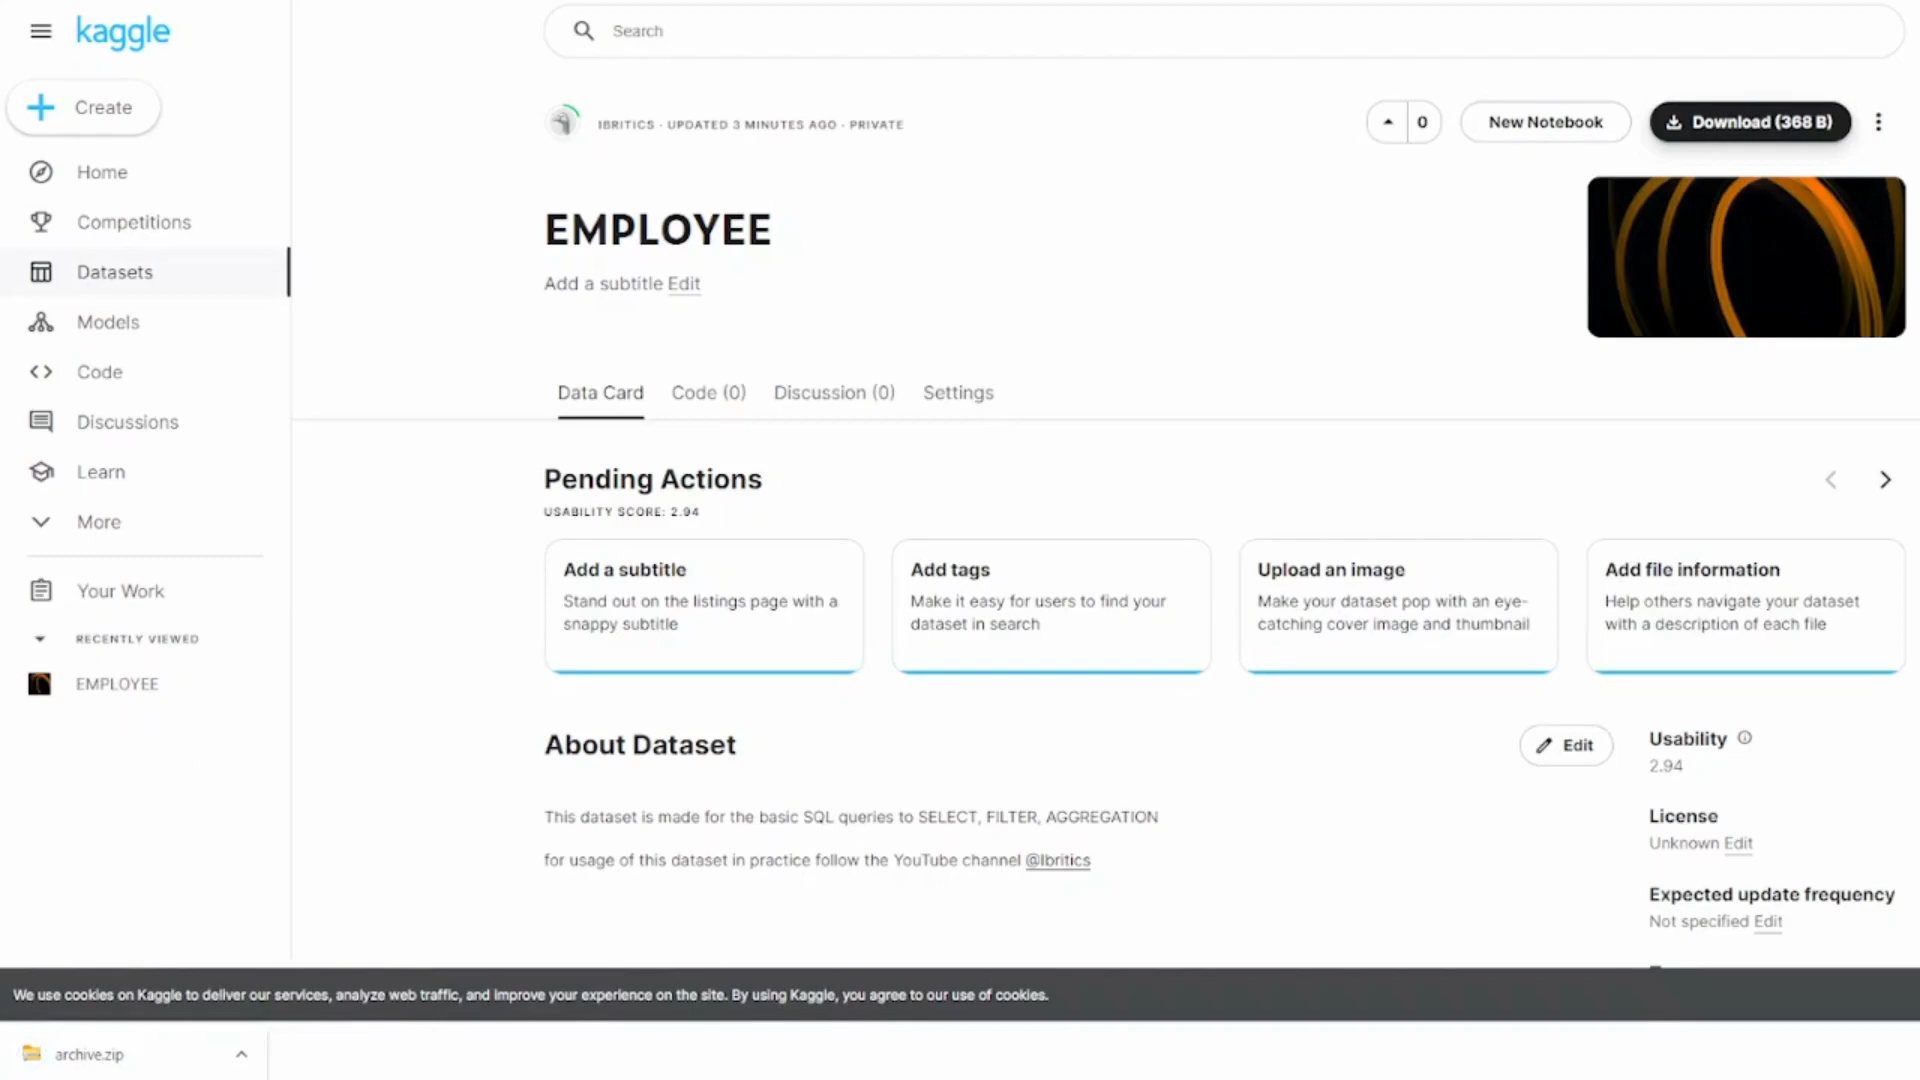 kaggle
Search
Create
IBRITICS · UPDATED 3 MINUTES AGO · PRIVATE
0
New Notebook
Download (368 B)
Home
Competitions
Datasets
Models
Code
Discussions
Learn
More
Your Work
RECENTLY VIEWED
EMPLOYEE
EMPLOYEE
Add a subtitle Edit
Data Card Code (0) Discussion (0) Settings
Pending Actions
USABILITY SCORE: 2.94
Add a subtitle
Stand out on the listings page with a
snappy subtitle
Add tags
Make it easy for users to find your
dataset in search
Upload an image
Make your dataset pop with an eye-
catching cover image and thumbnail
Add file information
Help others navigate your dataset
with a description of each file
About Dataset
Edit
This dataset is made for the basic SQL queries to SELECT, FILTER, AGGREGATION
for usage of this dataset in practice follow the YouTube channel @Ibritics
Usability
2.94
License
Unknown Edit
Expected update frequency
Not specified Edit
We use cookies on Kaggle to deliver our services, analyze web traffic, and improve your experience on the site. By using Kaggle, you agree to our use of cookies.
archive.zip